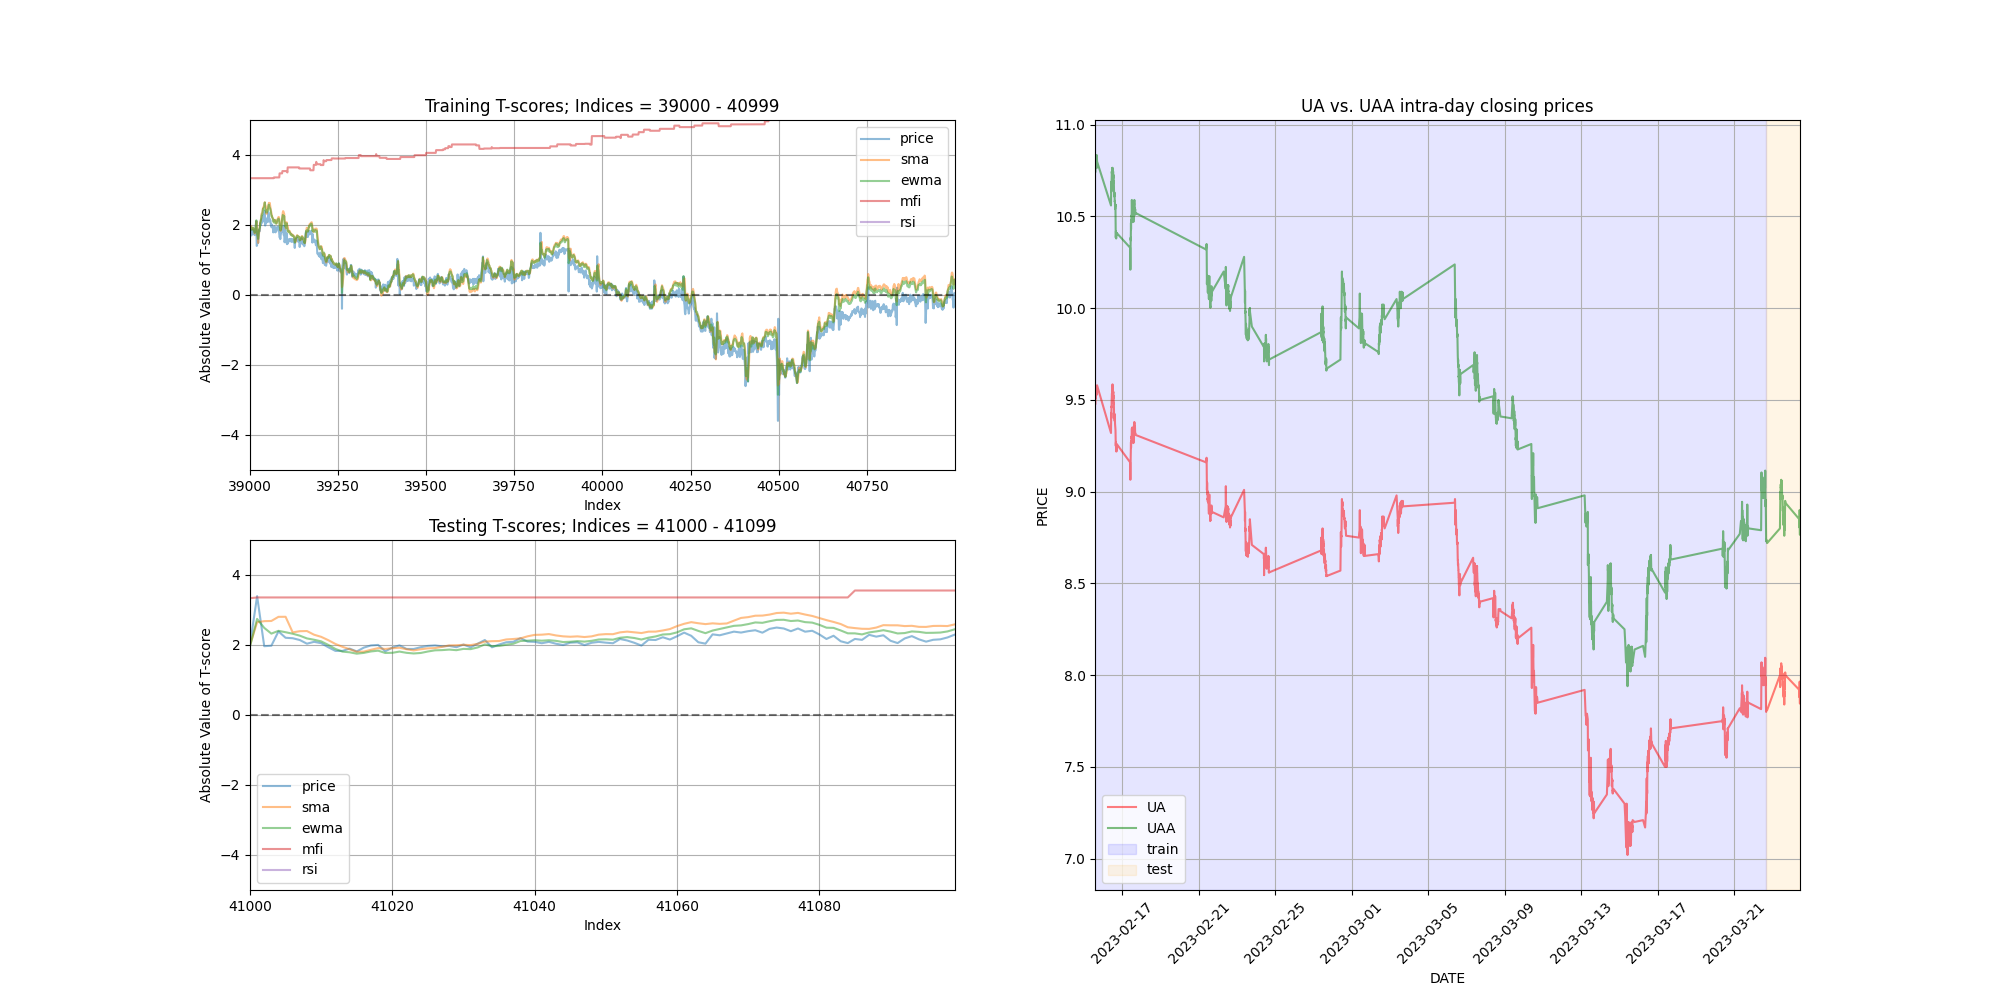 Training T-scores; Indices = 39000 - 40999
Absolute Value of T-score
4
2
0
−2
−4
price
sma
ewma
mfi
rsi
39000 39250 39500 39750 40000 40250 40500 40750
Index
Testing T-scores; Indices = 41000 - 41099
Absolute Value of T-score
4
2
0
−2
−4
price
sma
ewma
mfi
rsi
41000 41020 41040 41060 41080
Index
UA vs. UAA intra-day closing prices
PRICE
11.0
10.5
10.0
9.5
9.0
8.5
8.0
7.5
7.0
UA
UAA
train
test
2023-02-17 2023-02-21 2023-02-25 2023-03-01 2023-03-05 2023-03-09 2023-03-13 2023-03-17 2023-03-21
DATE